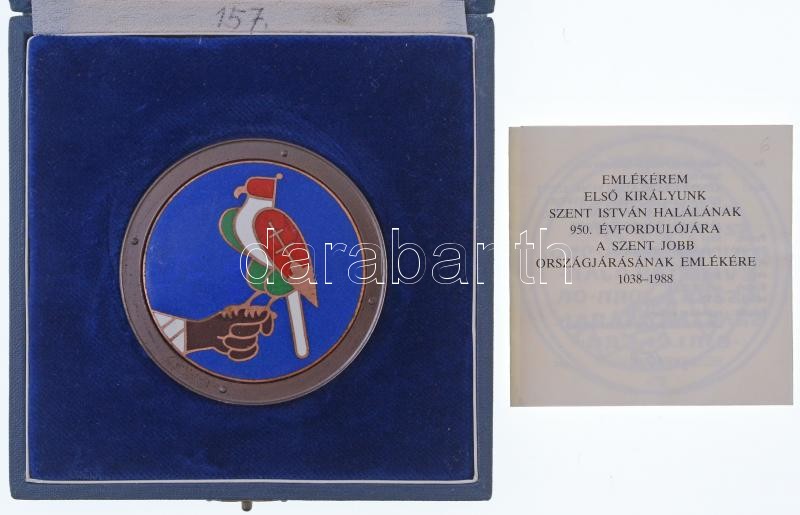 157.
EMLÉKÉREM
ELSŐ KIRÁLYUNK
SZENT ISTVÁN HALÁLÁNAK
950. ÉVFORDULÓJÁRA
A SZENT JOBB
ORSZÁGJÁRÁSÁNAK EMLÉKÉRE
1038–1988
darabanth